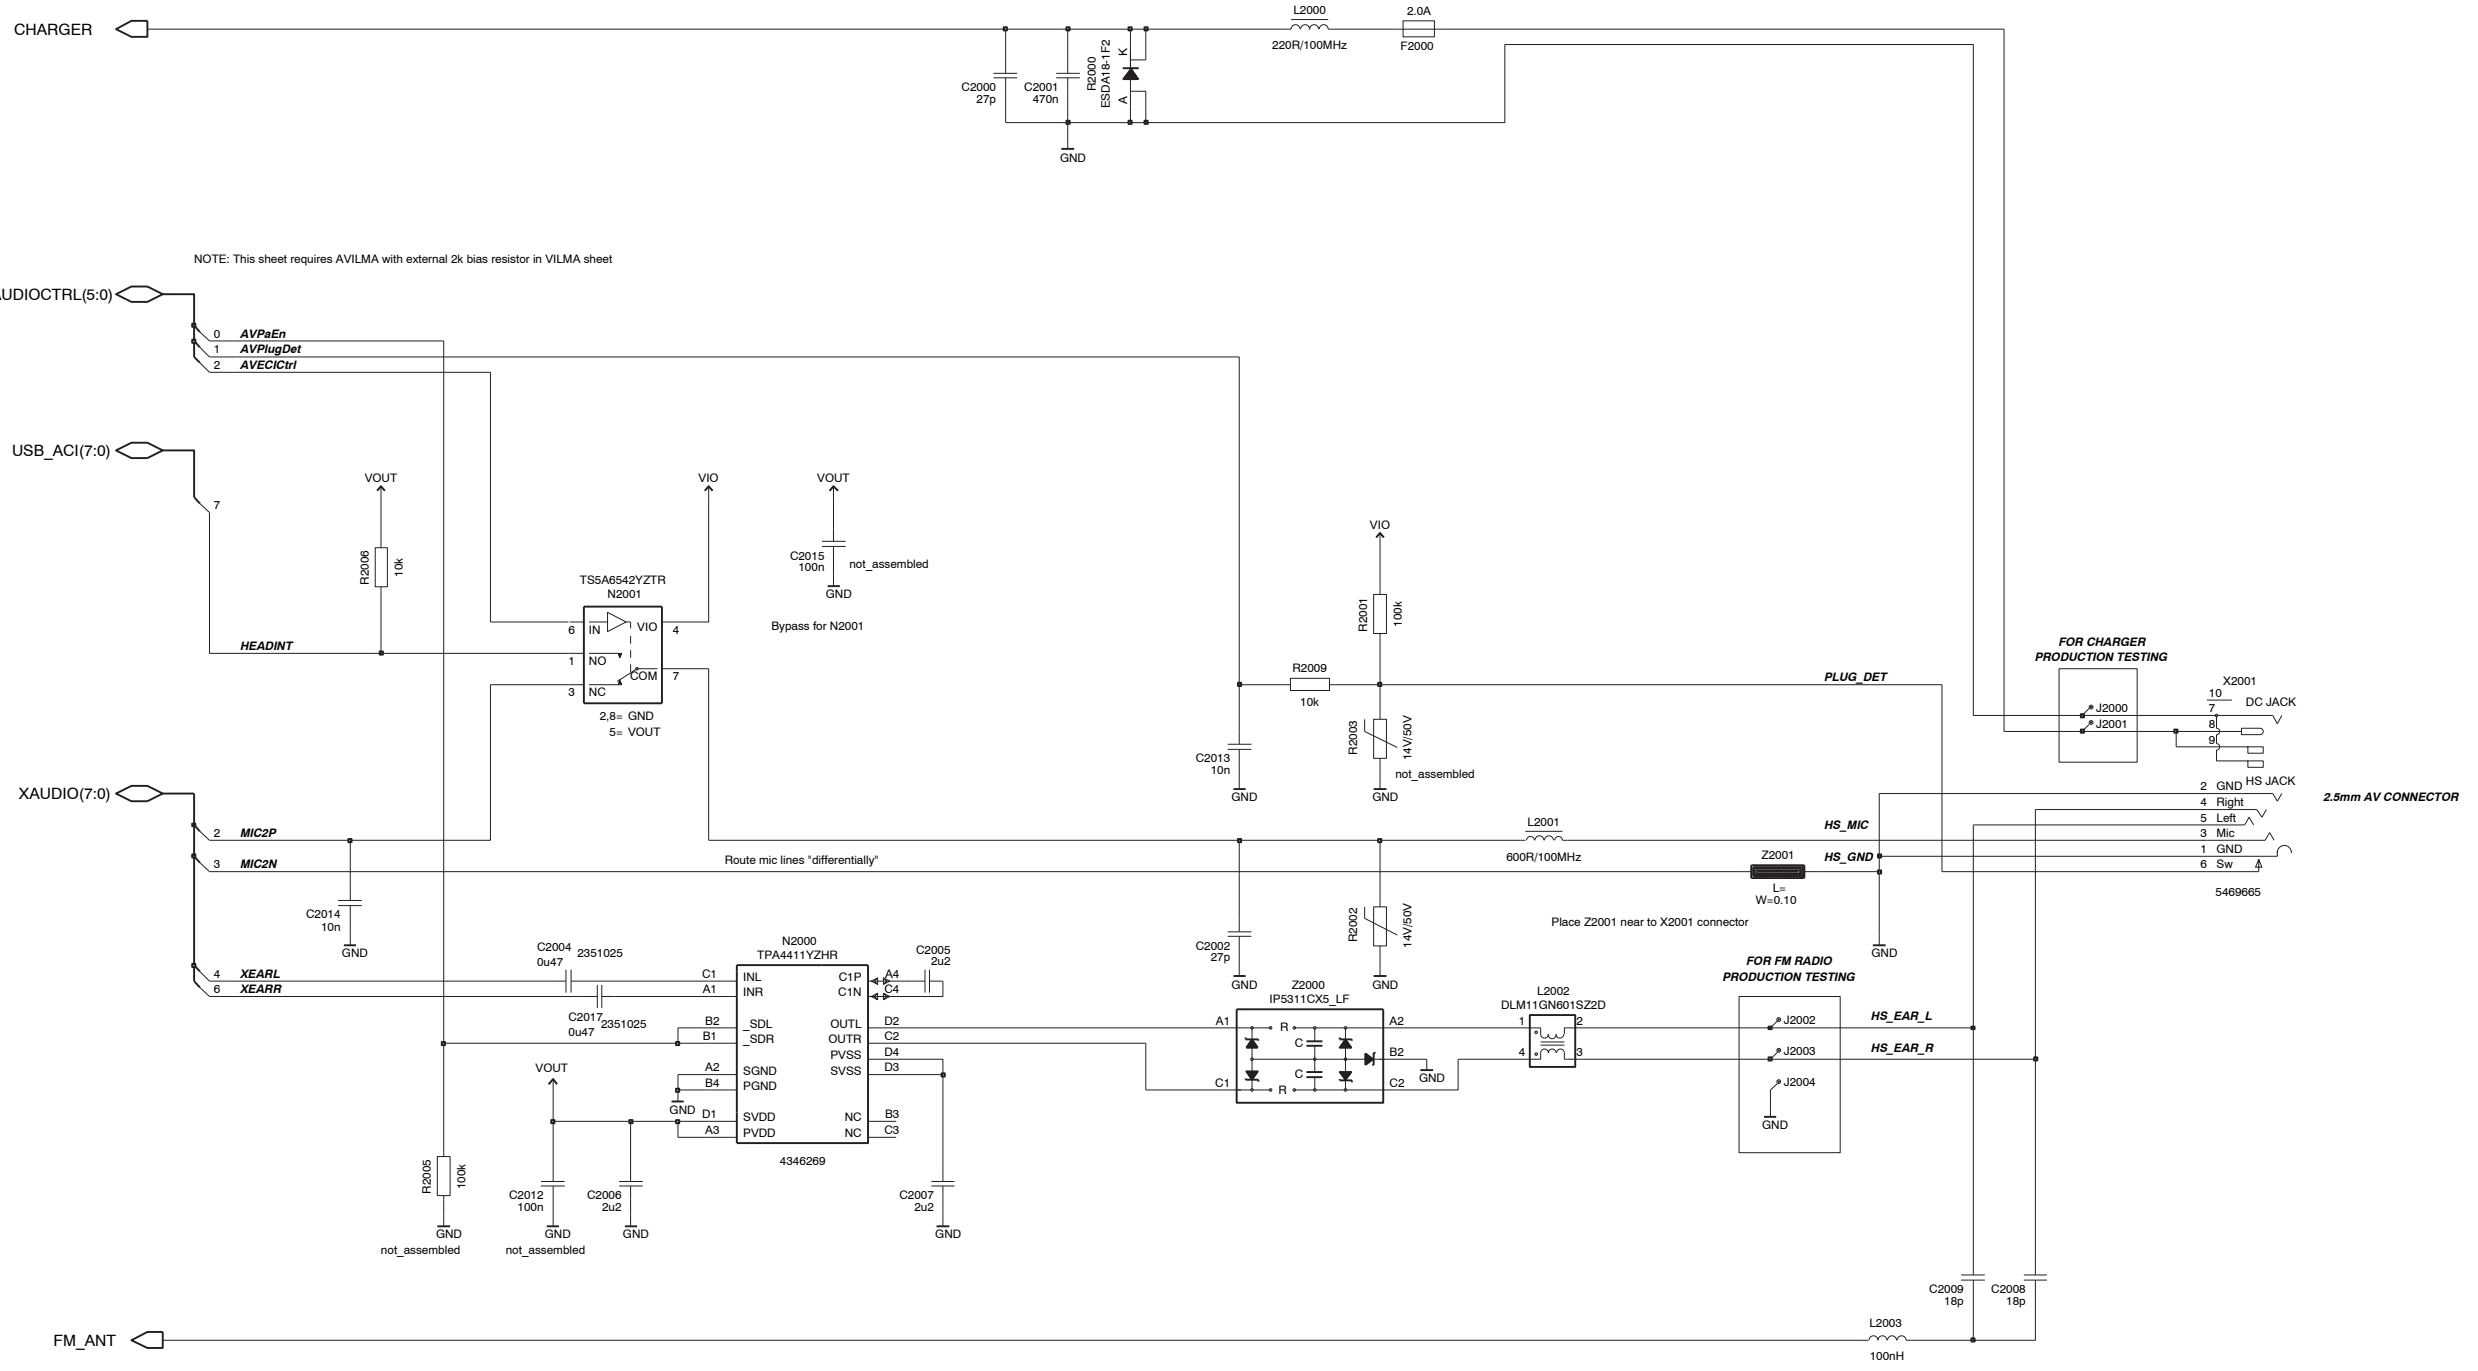 CHARGER
L2000
220R/100MHz
2.0A
F2000
C2000
27p
C2001
470n
R2000
ESDA18-1F2
K
A
GND
NOTE: This sheet requires AVILMA with external 2k bias resistor in VILMA sheet
UDIOCTRL(5:0)
0 AVPaEn
1 AVPlugDet
2 AVECICtrl
USB_ACI(7:0)
7
VOUT
R2006
10k
HEADINT
VIO
TS5A6542YZTR
N2001
6 IN VIO 4
1 NO
COM 7
3 NC
2,8= GND
5= VOUT
VOUT
C2015
100n
not_assembled
GND
Bypass for N2001
VIO
R2001
100k
R2009
10k
PLUG_DET
R2003
14V/50V
not_assembled
GND
C2013
10n
GND
FOR CHARGER
PRODUCTION TESTING
J2000
J2001
X2001
10
7
8
9
DC JACK
HS JACK
2 GND
4 Right
5 Left
3 Mic
1 GND
6 Sw
5469665
2.5mm AV CONNECTOR
XAUDIO(7:0)
2 MIC2P
3 MIC2N
Route mic lines "differentially"
L2001
600R/100MHz
HS_MIC
Z2001
HS_GND
L=
W=0.10
Place Z2001 near to X2001 connector
GND
C2014
10n
GND
C2002
27p
GND
R2002
14V/50V
GND
4 XEARL
6 XEARR
C2004 2351025
0u47
C2017 2351025
0u47
N2000
TPA4411YZHR
C1 INL C1P A4
A1 INR C1N C4
B2 _SDL OUTL D2
B1 _SDR OUTR C2
PVSS D4
A2 SGND SVSS D3
B4 PGND
GND
D1 SVDD NC B3
A3 PVDD NC C3
4346269
C2005
2u2
VOUT
R2005
100k
GND
not_assembled
C2012
100n
GND
not_assembled
C2006
2u2
GND
C2007
2u2
GND
Z2000
IP5311CX5_LF
A1 R A2
C
B2
C
C1 R C2
GND
L2002
DLM11GN601SZ2D
1 2
4 3
FOR FM RADIO
PRODUCTION TESTING
J2002
J2003
J2004
GND
HS_EAR_L
HS_EAR_R
C2009
18p
C2008
18p
FM_ANT
L2003
100nH